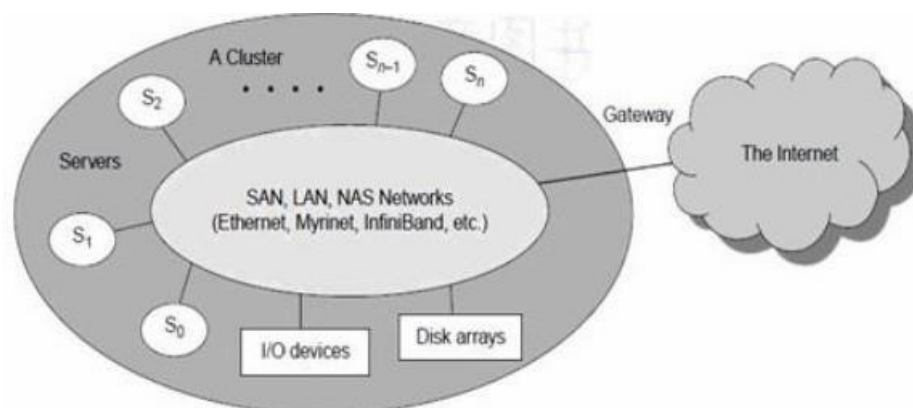 A Cluster
S₂
Sₙ₋₁
Sₙ
Servers
Gateway
The Internet
SAN, LAN, NAS Networks
(Ethernet, Myrinet, InfiniBand, etc.)
S₁
S₀
I/O devices
Disk arrays